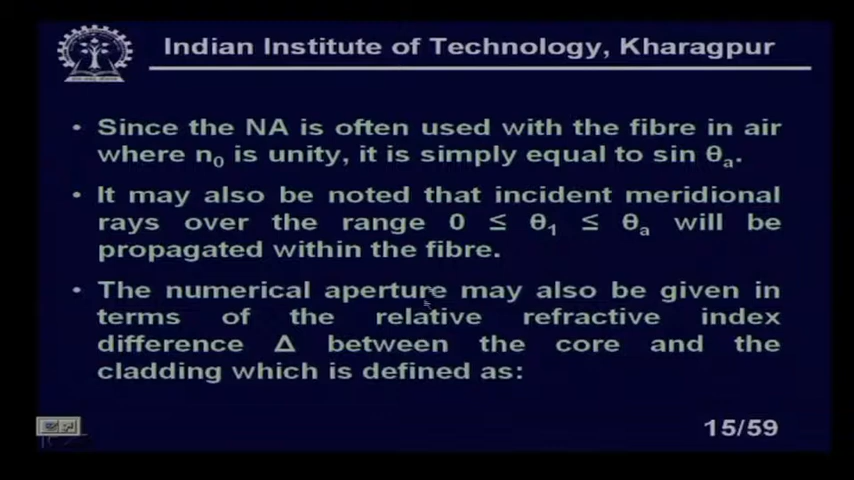 Indian Institute of Technology, Kharagpur
• Since the NA is often used with the fibre in air
where n₀ is unity, it is simply equal to sin θₐ.
• It may also be noted that incident meridional
rays over the range 0 ≤ θ₁ ≤ θₐ will be
propagated within the fibre.
• The numerical aperture may also be given in
terms of the relative refractive index
difference Δ between the core and the
cladding which is defined as:
15/59